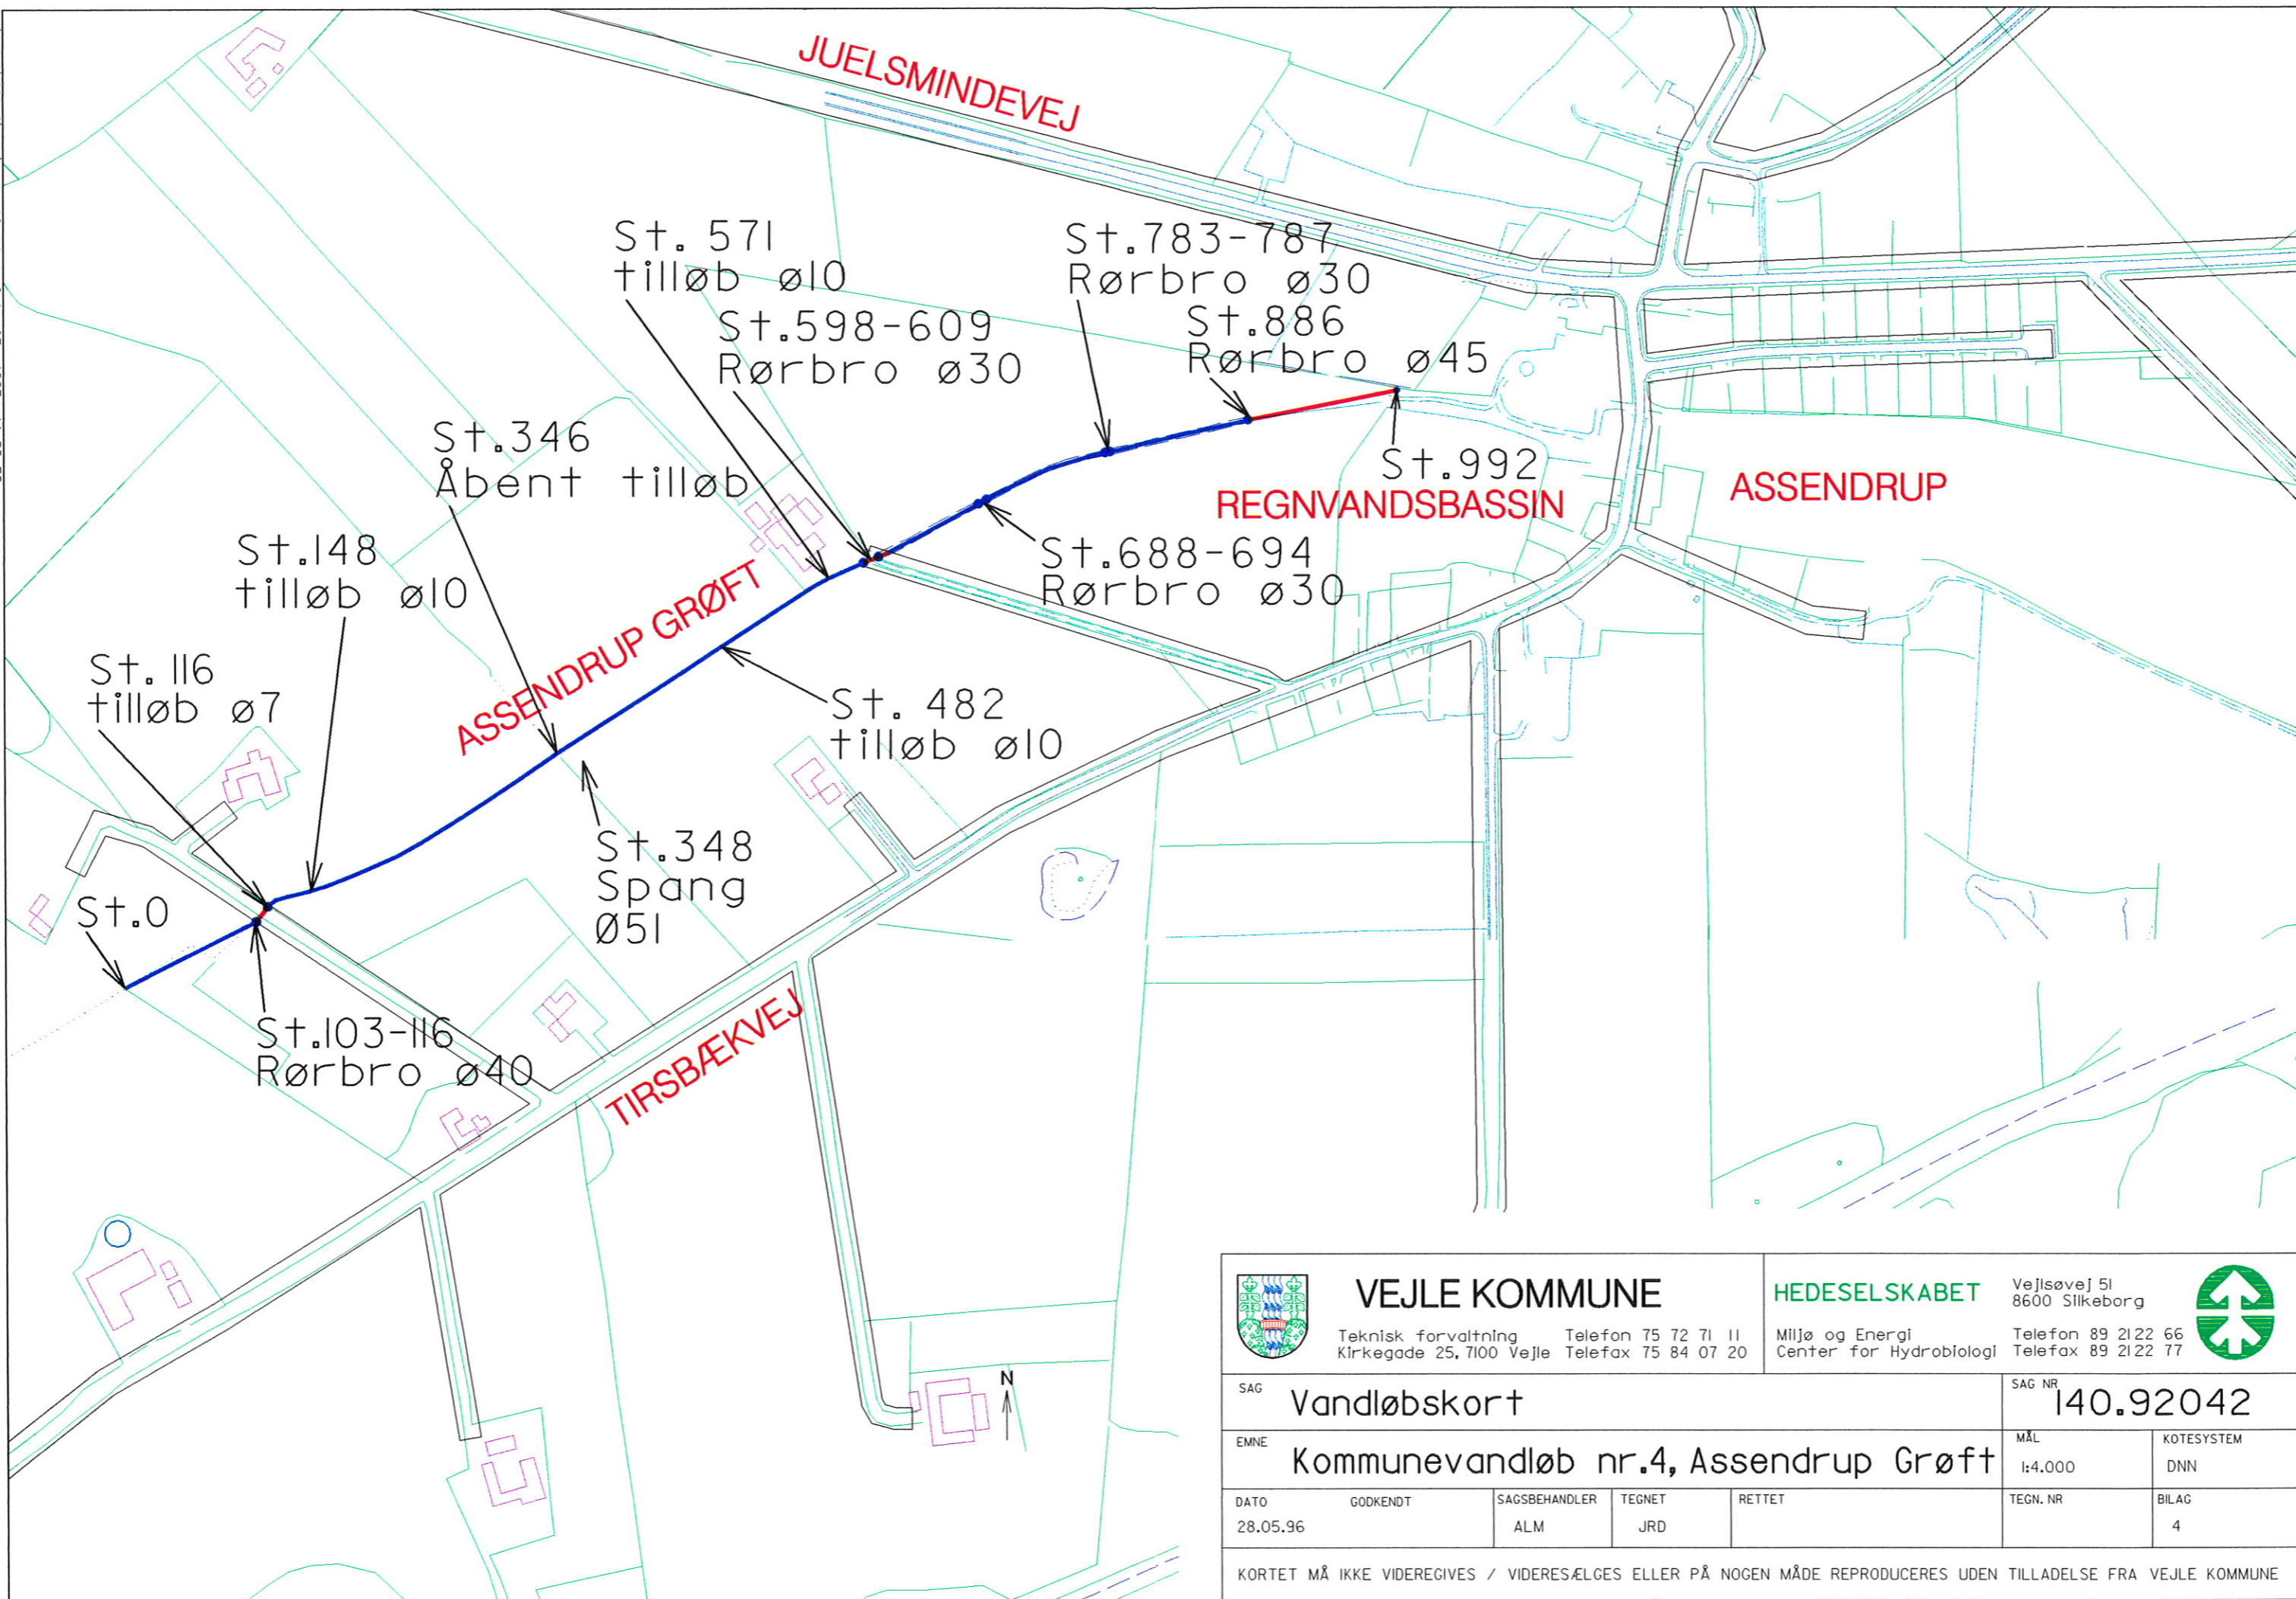 JUELSMINDEVEJ
St. 571
tilløb ø10
St.783-787
Rørbro ø30
St.598-609
Rørbro ø30
St.886
Rørbro ø45
St.346
Åbent tilløb
St.992
REGNVANDSBASSIN
ASSENDRUP
St.148
tilløb ø10
St.688-694
Rørbro ø30
ASSENDRUP GRØFT
St. 116
tilløb ø7
St. 482
tilløb ø10
St.348
Spang
Ø51
St.0
St.103-116
Rørbro ø40
TIRSBÆKVEJ
N
VEJLE KOMMUNE
Teknisk forvaltning Telefon 75 72 71 11
Kirkegade 25, 7100 Vejle Telefax 75 84 07 20
HEDESELSKABET
Vejlsøvej 51
8600 Silkeborg
Miljø og Energi
Center for Hydrobiologi
Telefon 89 21 22 66
Telefax 89 21 22 77
SAG Vandløbskort
SAG NR 140.92042
EMNE Kommunevandløb nr.4, Assendrup Grøft
MÅL
1:4.000
KOTESYSTEM
DNN
DATO
28.05.96
GODKENDT
SAGSBEHANDLER
ALM
TEGNET
JRD
RETTET
TEGN. NR
BILAG
4
KORTET MÅ IKKE VIDEREGIVES / VIDERESÆLGES ELLER PÅ NOGEN MÅDE REPRODUCERES UDEN TILLADELSE FRA VEJLE KOMMUNE